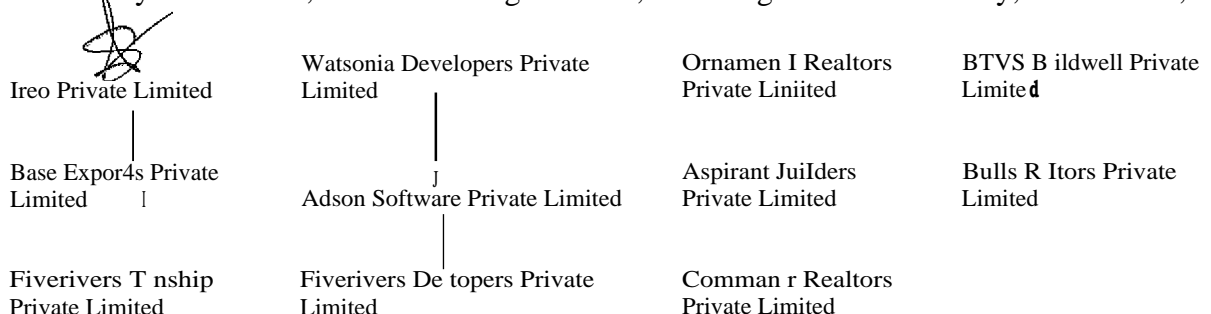 Ireo Private Limited
Watsonia Developers Private
Limited
Ornamen I Realtors
Private Liniited
BTVS B ildwell Private
Limited
Base Expor4s Private
Limited I
J
Adson Software Private Limited
Aspirant JuiIders
Private Limited
Bulls R Itors Private
Limited
Fiverivers T nship
Private Limited
Fiverivers De topers Private
Limited
Comman r Realtors
Private Limited